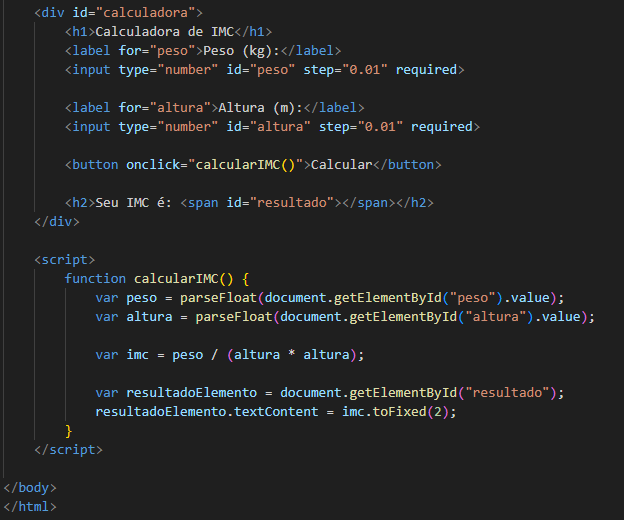 <div id="calculadora">
<h1>Calculadora de IMC</h1>
<label for="peso">Peso (kg):</label>
<input type="number" id="peso" step="0.01" required>
<label for="altura">Altura (m):</label>
<input type="number" id="altura" step="0.01" required>
<button onclick="calcularIMC()">Calcular</button>
<h2>Seu IMC é: <span id="resultado"></span></h2>
</div>
<script>
function calcularIMC() {
var peso = parseFloat(document.getElementById("peso").value);
var altura = parseFloat(document.getElementById("altura").value);
var imc = peso / (altura * altura);
var resultadoElemento = document.getElementById("resultado");
resultadoElemento.textContent = imc.toFixed(2);
}
</script>
</body>
</html>